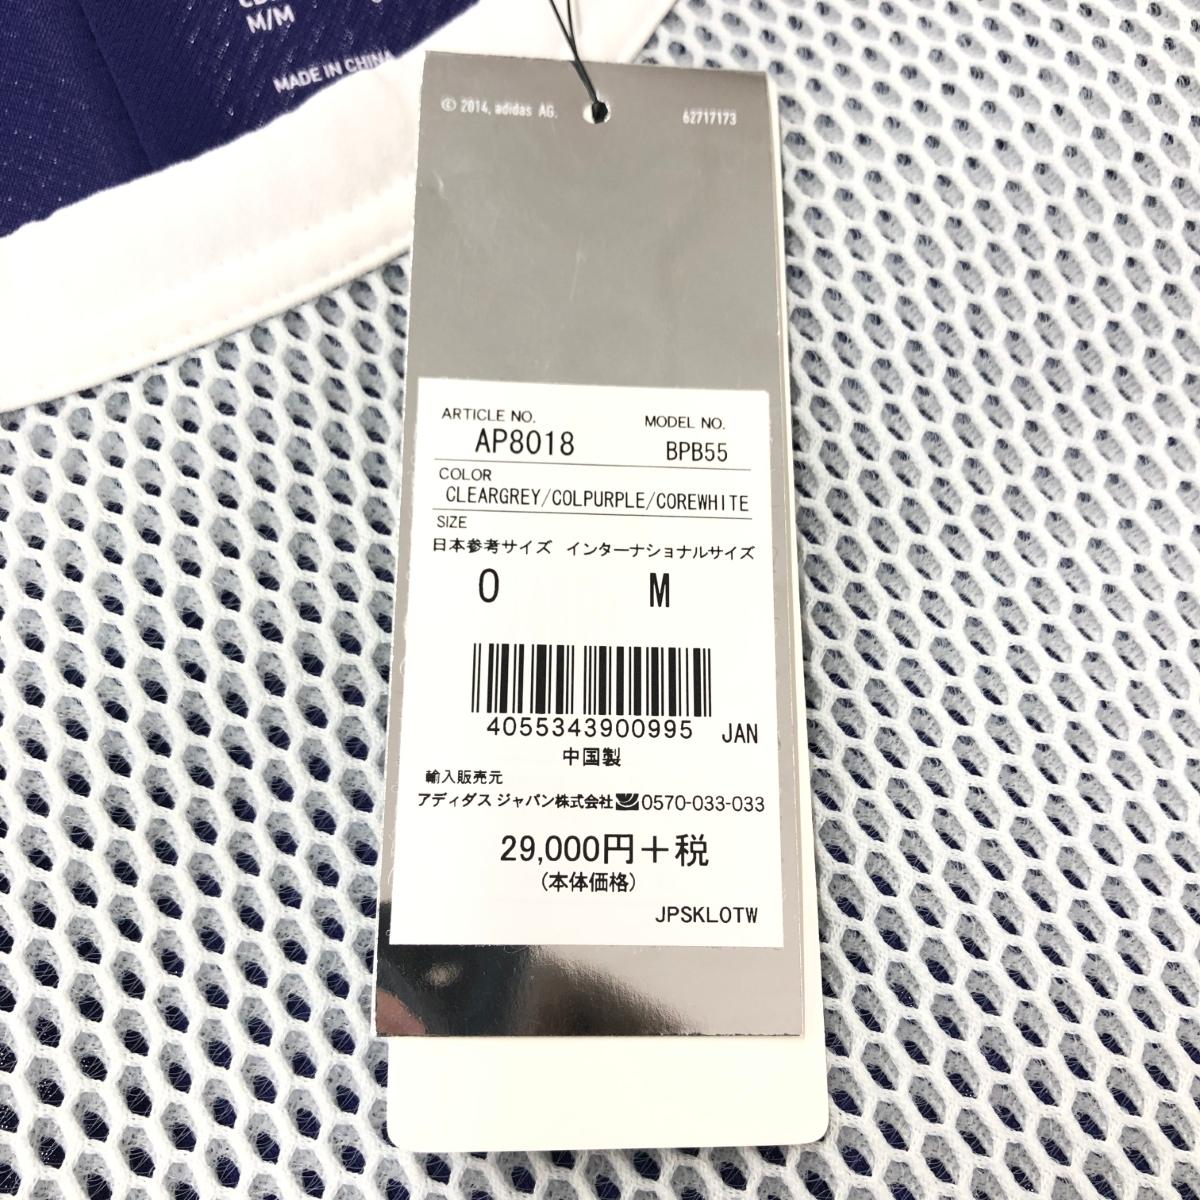 M/M
MADE IN CHINA
© 2014, adidas AG.
62717173
ARTICLE NO. MODEL NO.
AP8018 BPB55
COLOR
CLEARGREY/COLPURPLE/COREWHITE
SIZE
日本参考サイズ インターナショナルサイズ
O M
4055343900995 JAN
中国製
輸入販売元
アディダス ジャパン株式会社 0570-033-033
29,000円+税
(本体価格)
JPSKLOTW